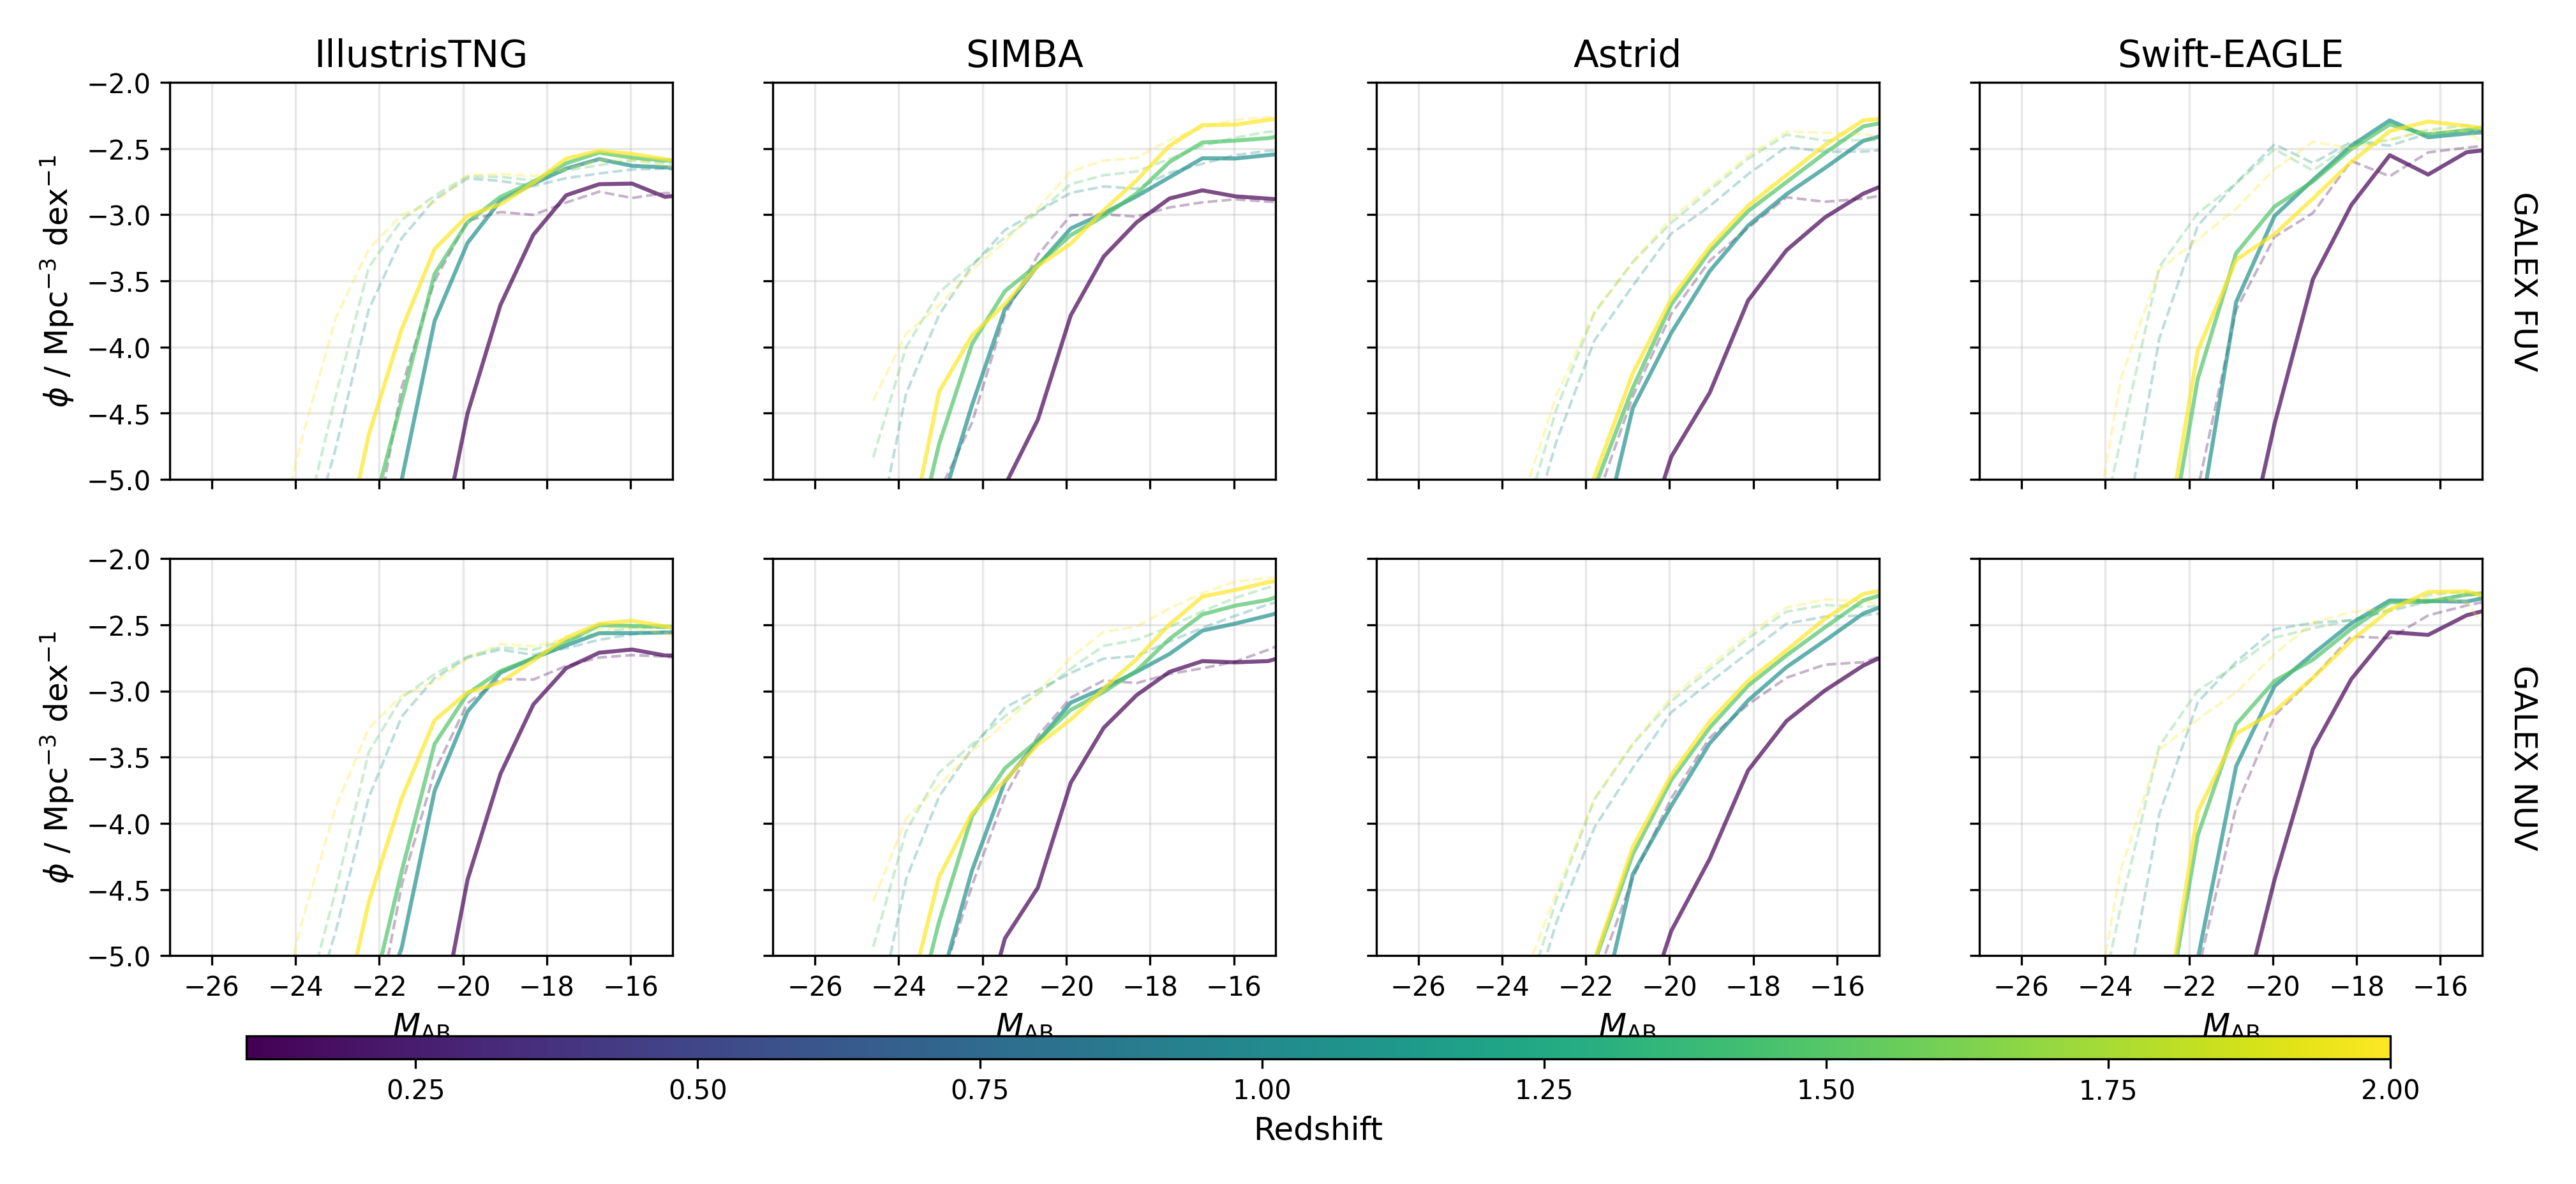 IllustrisTNG SIMBA Astrid Swift-EAGLE
−2.0
−2.5
−3.0
−3.5
−4.0
−4.5
−5.0
ϕ / Mpc⁻³ dex⁻¹
GALEX FUV
−2.0
−2.5
−3.0
−3.5
−4.0
−4.5
−5.0
ϕ / Mpc⁻³ dex⁻¹
GALEX NUV
−26 −24 −22 −20 −18 −16 −26 −24 −22 −20 −18 −16 −26 −24 −22 −20 −18 −16 −26 −24 −22 −20 −18 −16
M_AB M_AB M_AB M_AB
0.25 0.50 0.75 1.00 1.25 1.50 1.75 2.00
Redshift